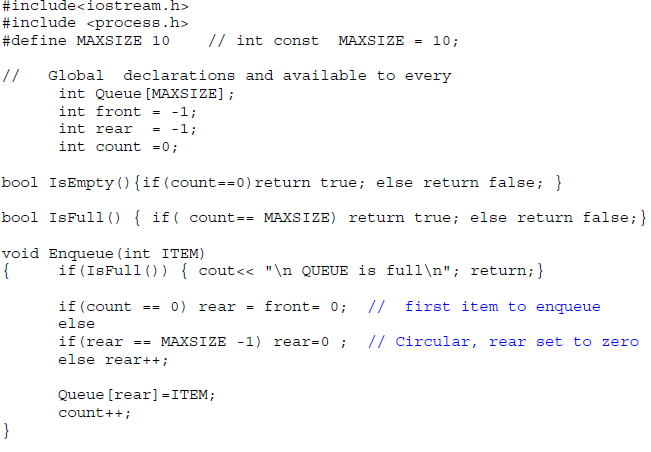 #include<iostream.h>
#include <process.h>
#define MAXSIZE 10    // int const  MAXSIZE = 10;
//   Global  declarations and available to every
int Queue[MAXSIZE];
int front = -1;
int rear  = -1;
int count =0;
bool IsEmpty(){if(count==0)return true; else return false; }
bool IsFull() { if( count== MAXSIZE) return true; else return false;}
void Enqueue(int ITEM)
{     if(IsFull()) { cout<< "\n QUEUE is full\n"; return;}
if(count == 0) rear = front= 0;  //  first item to enqueue
else
if(rear == MAXSIZE -1) rear=0 ;  // Circular, rear set to zero
else rear++;
Queue[rear]=ITEM;
count++;
}